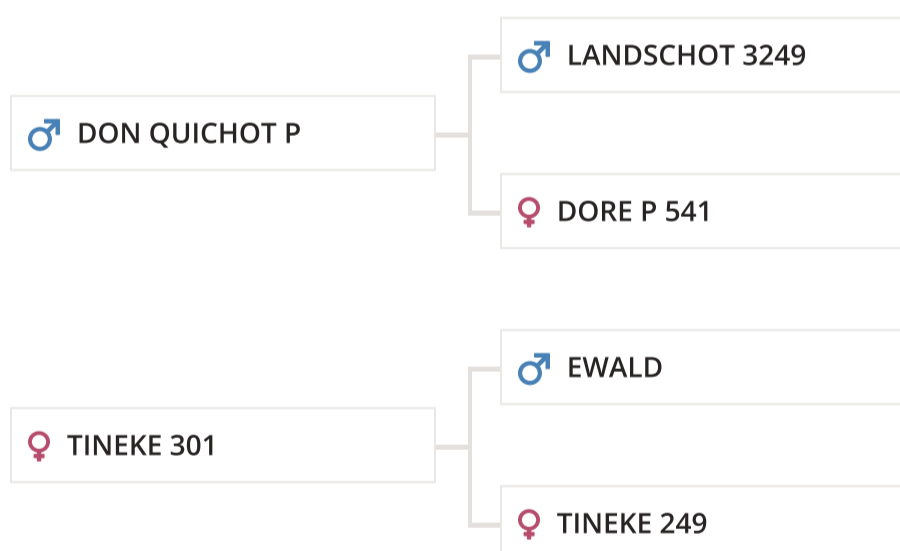 LANDSCHOT 3249
DON QUICHOT P
DORE P 541
EWALD
TINEKE 301
TINEKE 249